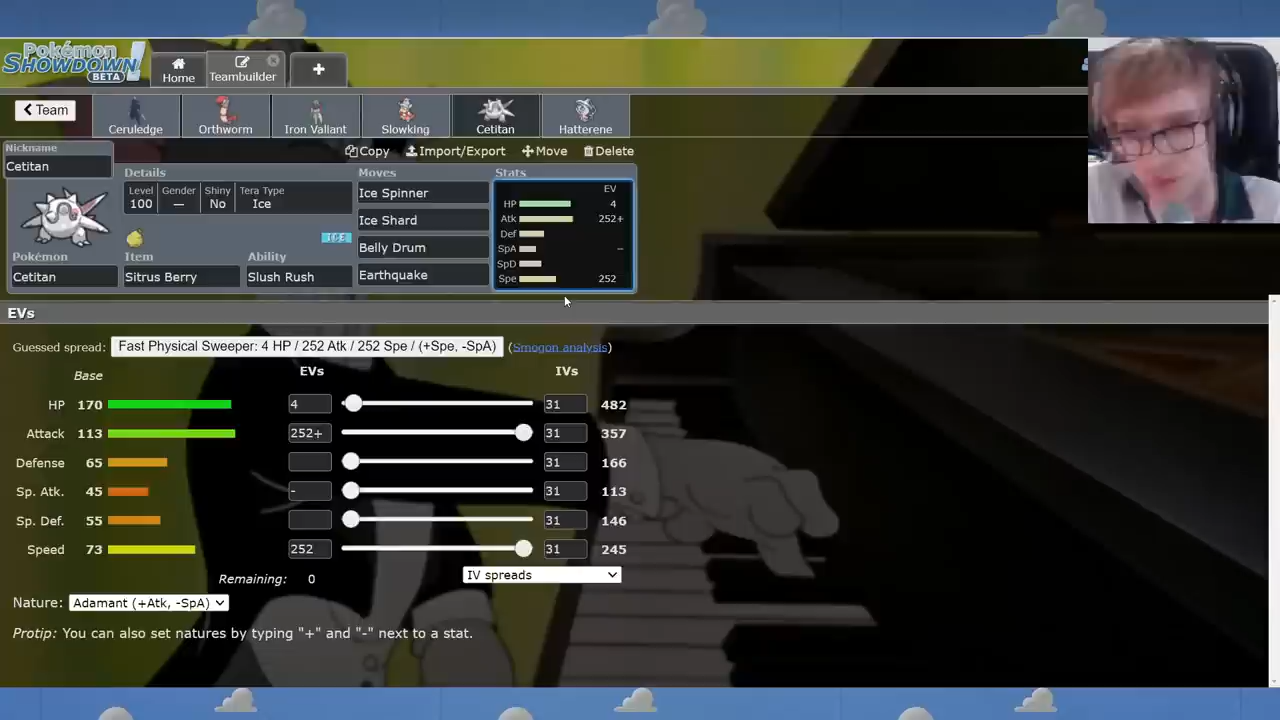 Pokémon
SHOWDOWN!
BETA
Home
Teambuilder
+
Team
Ceruledge
Orthworm
Iron Valiant
Slowking
Cetitan
Hatterene
Copy
Import/Export
Move
Delete
Nickname
Cetitan
Details
Level
100
Gender
—
Shiny
No
Tera Type
Ice
ICE
Pokémon
Cetitan
Item
Sitrus Berry
Ability
Slush Rush
Moves
Ice Spinner
Ice Shard
Belly Drum
Earthquake
Stats
EV
HP 4
Atk 252+
Def
SpA –
SpD
Spe 252
EVs
Guessed spread: Fast Physical Sweeper: 4 HP / 252 Atk / 252 Spe / (+Spe, -SpA) (Smogon analysis)
Base EVs IVs
HP 170 4 31 482
Attack 113 252+ 31 357
Defense 65 31 166
Sp. Atk. 45 - 31 113
Sp. Def. 55 31 146
Speed 73 252 31 245
Remaining: 0 IV spreads
Nature: Adamant (+Atk, -SpA)
Protip: You can also set natures by typing "+" and "-" next to a stat.